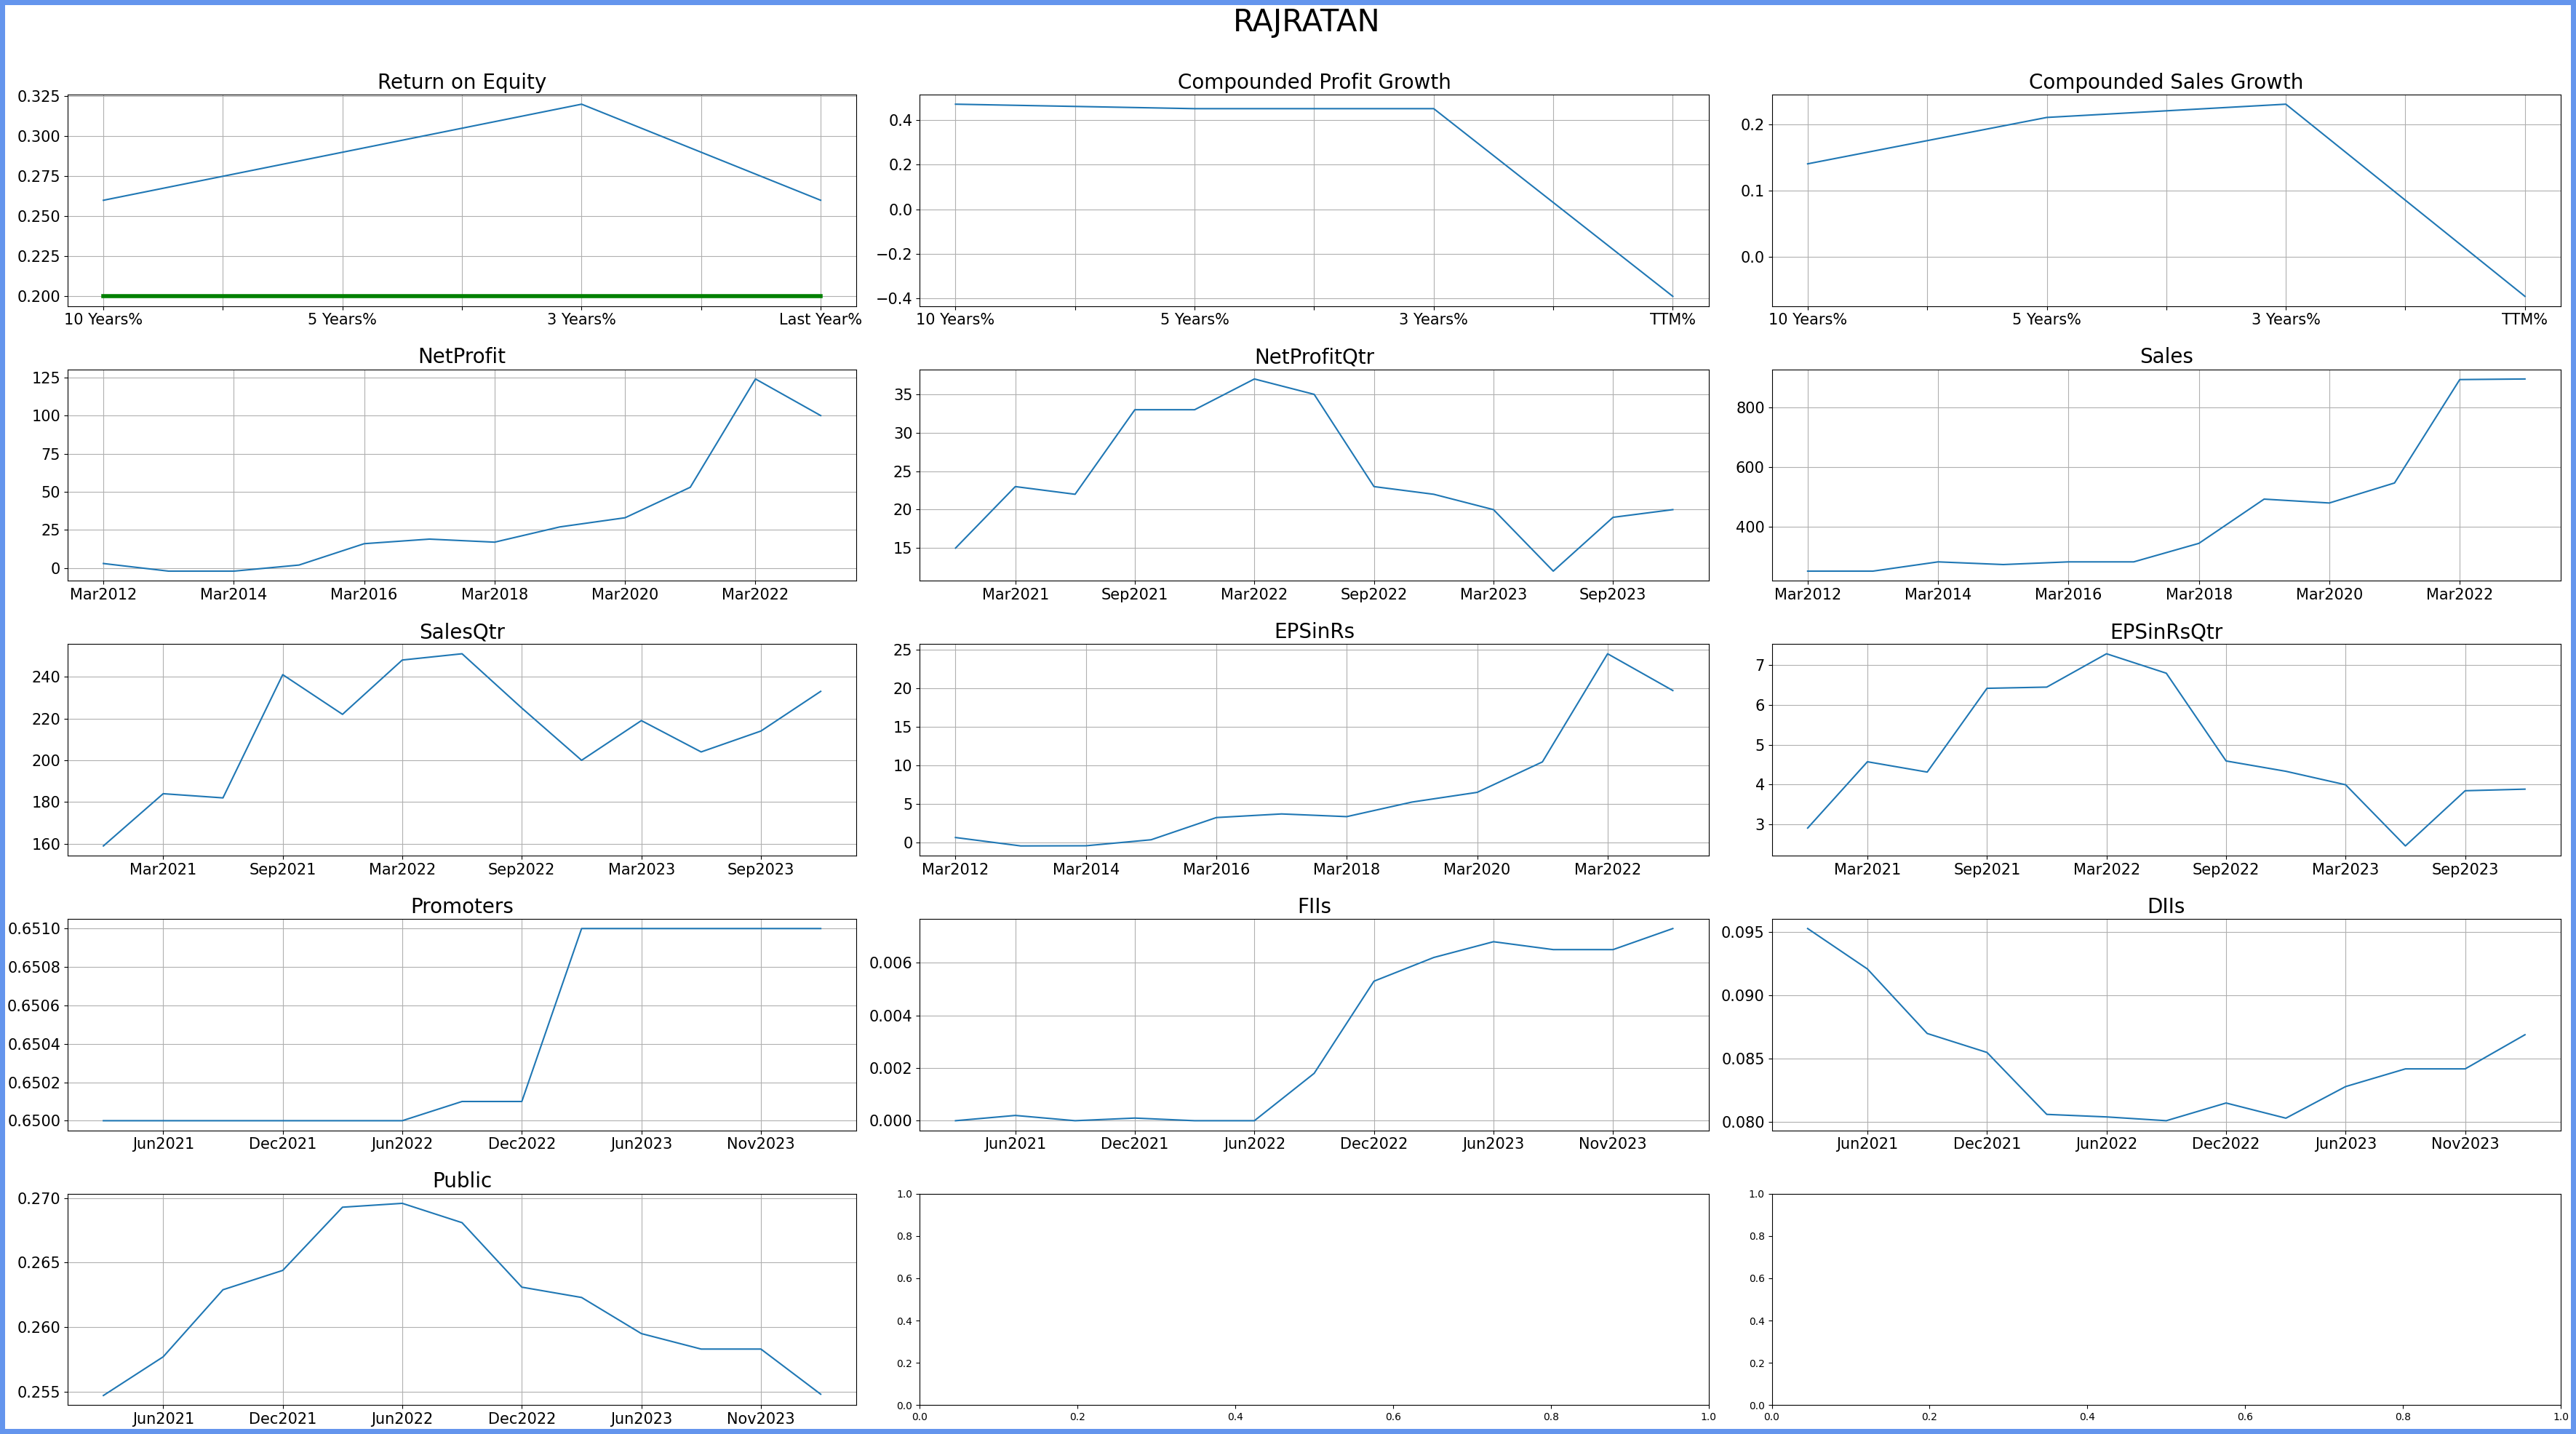 RAJRATAN
Return on Equity
0.325
0.300
0.275
0.250
0.225
0.200
10 Years% 5 Years% 3 Years% Last Year%
Compounded Profit Growth
0.4
0.2
0.0
−0.2
−0.4
10 Years% 5 Years% 3 Years% TTM%
Compounded Sales Growth
0.2
0.1
0.0
10 Years% 5 Years% 3 Years% TTM%
NetProfit
125
100
75
50
25
0
Mar2012 Mar2014 Mar2016 Mar2018 Mar2020 Mar2022
NetProfitQtr
35
30
25
20
15
Mar2021 Sep2021 Mar2022 Sep2022 Mar2023 Sep2023
Sales
800
600
400
Mar2012 Mar2014 Mar2016 Mar2018 Mar2020 Mar2022
SalesQtr
240
220
200
180
160
Mar2021 Sep2021 Mar2022 Sep2022 Mar2023 Sep2023
EPSinRs
25
20
15
10
5
0
Mar2012 Mar2014 Mar2016 Mar2018 Mar2020 Mar2022
EPSinRsQtr
7
6
5
4
3
Mar2021 Sep2021 Mar2022 Sep2022 Mar2023 Sep2023
Promoters
0.6510
0.6508
0.6506
0.6504
0.6502
0.6500
Jun2021 Dec2021 Jun2022 Dec2022 Jun2023 Nov2023
FIIs
0.006
0.004
0.002
0.000
Jun2021 Dec2021 Jun2022 Dec2022 Jun2023 Nov2023
DIIs
0.095
0.090
0.085
0.080
Jun2021 Dec2021 Jun2022 Dec2022 Jun2023 Nov2023
Public
0.270
0.265
0.260
0.255
Jun2021 Dec2021 Jun2022 Dec2022 Jun2023 Nov2023
1.0
0.8
0.6
0.4
0.2
0.0
0.0 0.2 0.4 0.6 0.8 1.0
1.0
0.8
0.6
0.4
0.2
0.0
0.0 0.2 0.4 0.6 0.8 1.0